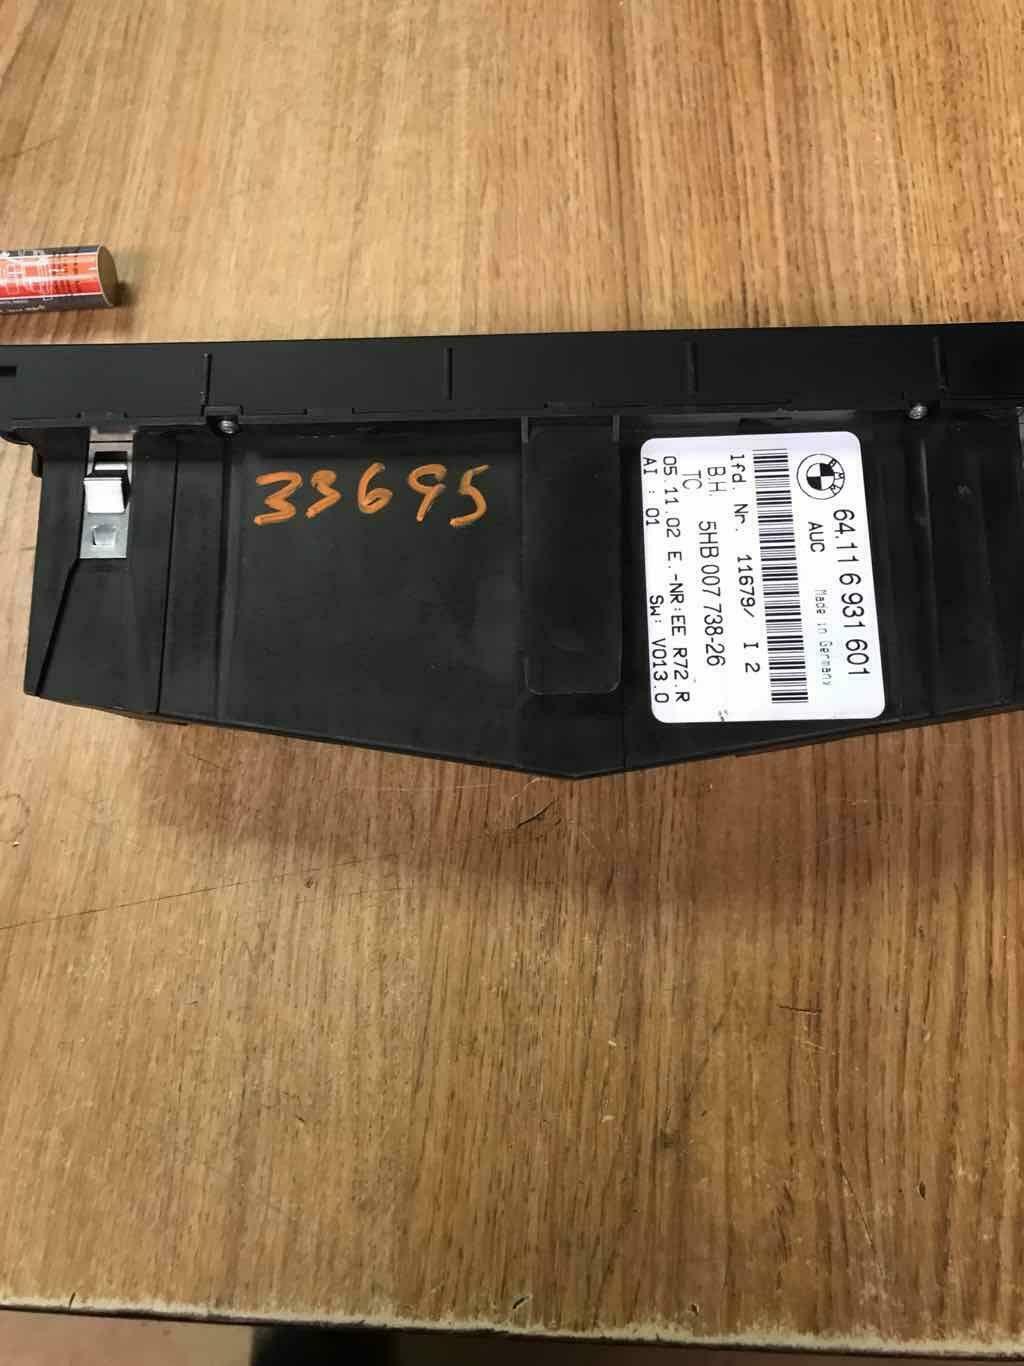 33695
BMW
64.11 6 931 601
AUC Made in Germany
lfd. Nr. 11679/ I 2
B.H. 5HB 007 738-26
TC
05.11.02 E.-NR:EE R72.R
AI : 01 SW: V013.0